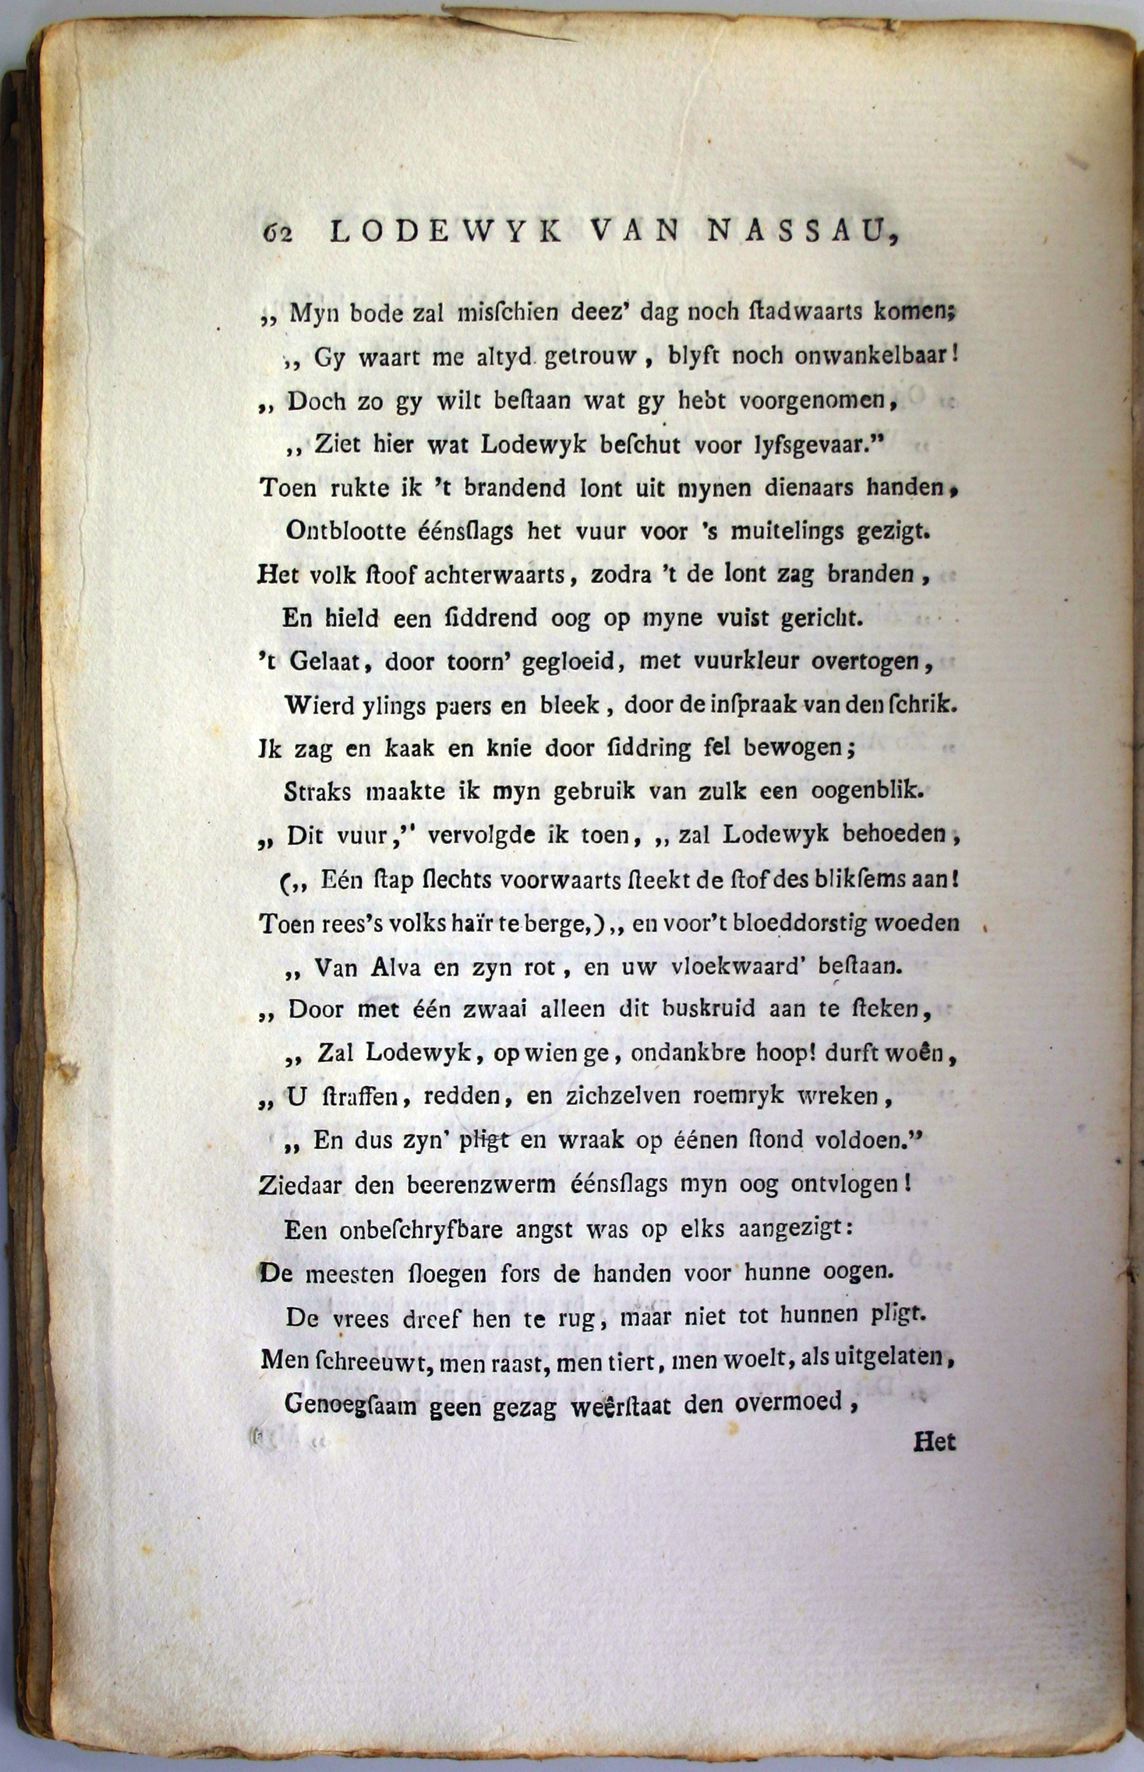 62 LODEWYK VAN NASSAU,
„ Myn bode zal misſchien deez' dag noch ſtadwaarts komen;
„ Gy waart me altyd getrouw, blyft noch onwankelbaar!
„ Doch zo gy wilt beſtaan wat gy hebt voorgenomen,
„ Ziet hier wat Lodewyk beſchut voor lyfsgevaar.”
Toen rukte ik 't brandend lont uit mynen dienaars handen,
Ontblootte éénsſlags het vuur voor 's muitelings gezigt.
Het volk ſtoof achterwaarts, zodra 't de lont zag branden,
En hield een ſiddrend oog op myne vuist gericht.
't Gelaat, door toorn' gegloeid, met vuurkleur overtogen,
Wierd ylings paers en bleek, door de inſpraak van den ſchrik.
Ik zag en kaak en knie door ſiddring fel bewogen;
Straks maakte ik myn gebruik van zulk een oogenblik.
„ Dit vuur,” vervolgde ik toen, „ zal Lodewyk behoeden,
(„ Eén ſtap ſlechts voorwaarts ſteekt de ſtof des blikſems aan!
Toen rees's volks haïr te berge,)„ en voor't bloeddorstig woeden
„ Van Alva en zyn rot, en uw vloekwaard' beſtaan.
„ Door met één zwaai alleen dit buskruid aan te ſteken,
„ Zal Lodewyk, op wien ge, ondankbre hoop! durft woên,
„ U ſtraffen, redden, en zichzelven roemryk wreken,
„ En dus zyn' pligt en wraak op éénen ſtond voldoen.”
Ziedaar den beerenzwerm éénsſlags myn oog ontvlogen!
Een onbeſchryfbare angst was op elks aangezigt:
De meesten ſloegen fors de handen voor hunne oogen.
De vrees dreef hen te rug, maar niet tot hunnen pligt.
Men ſchreeuwt, men raast, men tiert, men woelt, als uitgelaten,
Genoegſaam geen gezag weêrſtaat den overmoed,
Het